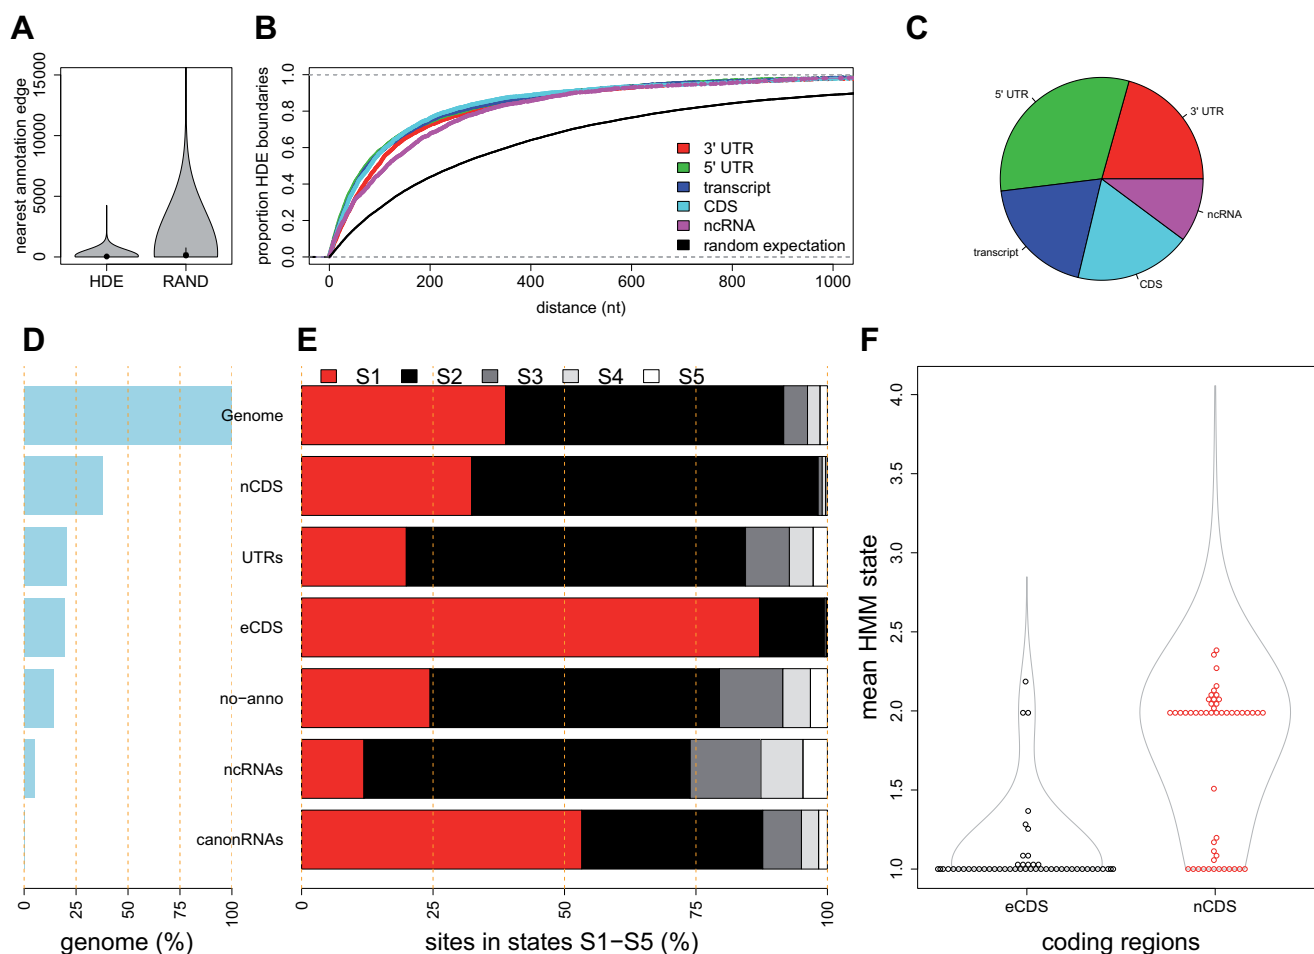 A
nearest annotation edge
15000
10000
5000
0
HDE RAND
B
proportion HDE boundaries
1.0
0.8
0.6
0.4
0.2
0.0
3' UTR
5' UTR
transcript
CDS
ncRNA
random expectation
0 200 400 600 800 1000
distance (nt)
C
5' UTR
3' UTR
ncRNA
transcript
CDS
D
Genome
nCDS
UTRs
eCDS
no−anno
ncRNAs
canonRNAs
0 25 50 75 100
genome (%)
E
S1 S2 S3 S4 S5
0 25 50 75 100
sites in states S1−S5 (%)
F
mean HMM state
4.0
3.5
3.0
2.5
2.0
1.5
1.0
eCDS nCDS
coding regions